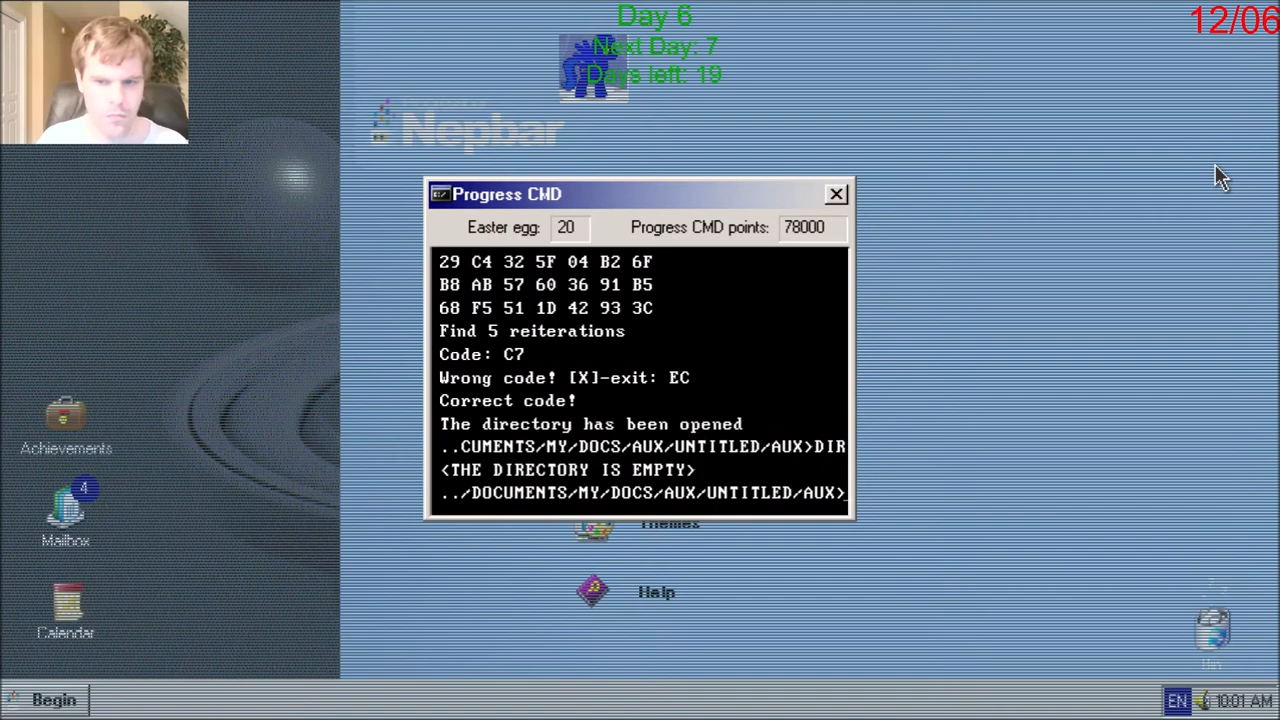 Day 6
Next Day: 7
Days left: 19
12/06
Nepbar
Progress CMD
Easter egg: 20
Progress CMD points: 78000
29 C4 32 5F 04 B2 6F
B8 AB 57 60 36 91 B5
68 F5 51 1D 42 93 3C
Find 5 reiterations
Code: C7
Wrong code! [X]-exit: EC
Correct code!
The directory has been opened
..CUMENTS/MY/DOCS/AUX/UNTITLED/AUX>DIR
<THE DIRECTORY IS EMPTY>
../DOCUMENTS/MY/DOCS/AUX/UNTITLED/AUX>_
Achievements
4
Mailbox
Calendar
Themes
Help
Bin
Begin
EN
10:01 AM